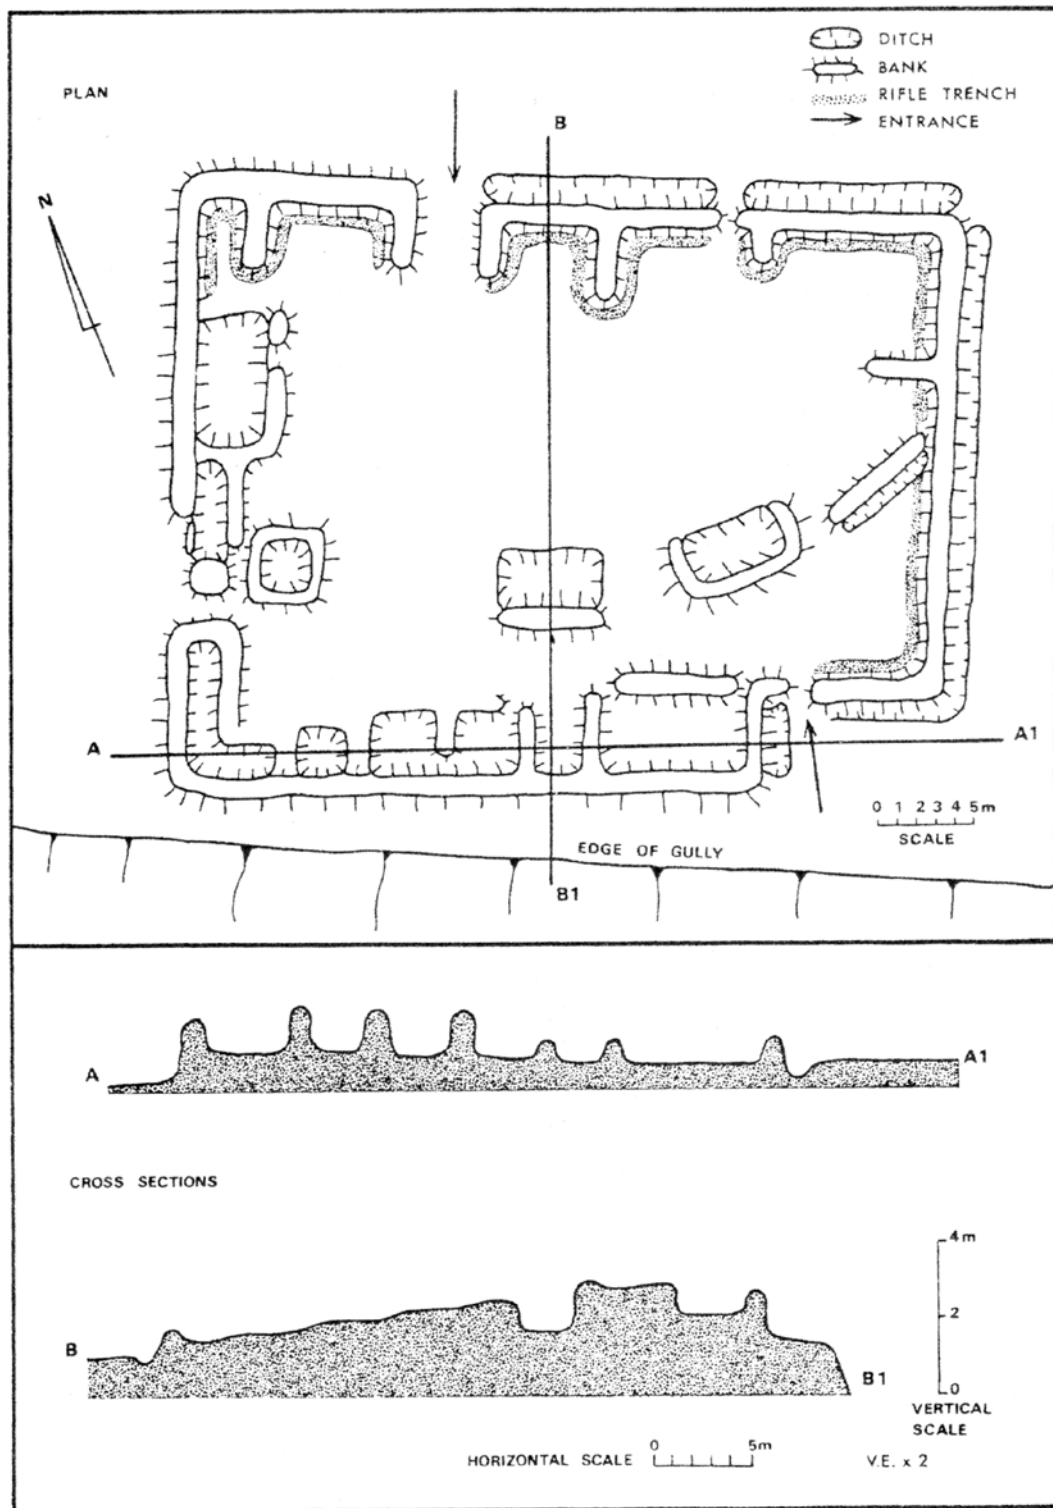 DITCH
BANK
RIFLE TRENCH
ENTRANCE
PLAN
B
N
A
A1
0 1 2 3 4 5m
SCALE
EDGE OF GULLY
B1
A
A1
CROSS SECTIONS
4m
2
0
B
B1
VERTICAL
SCALE
HORIZONTAL SCALE
0 5m
V.E. x 2